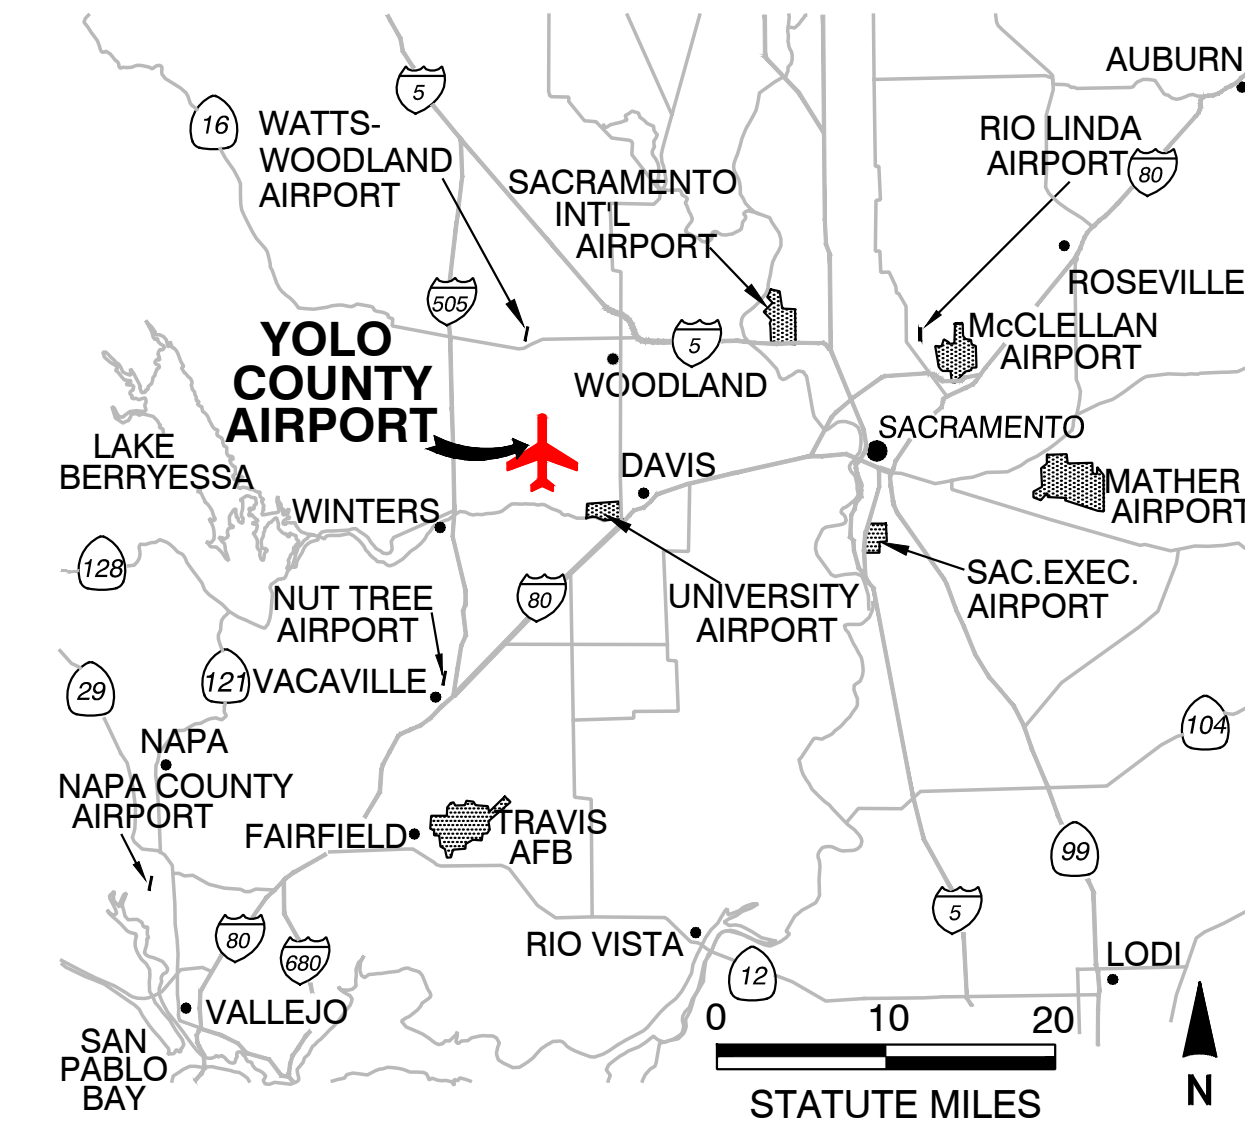 AUBURN
5
16
WATTS-
WOODLAND
AIRPORT
RIO LINDA
AIRPORT
80
SACRAMENTO
INT'L
AIRPORT
ROSEVILLE
505
YOLO
COUNTY
AIRPORT
5
McCLELLAN
AIRPORT
WOODLAND
SACRAMENTO
LAKE
BERRYESSA
DAVIS
MATHER
AIRPORT
WINTERS
128
SAC.EXEC.
AIRPORT
NUT TREE
AIRPORT
80
UNIVERSITY
AIRPORT
29
121
VACAVILLE
104
NAPA
NAPA COUNTY
AIRPORT
FAIRFIELD
TRAVIS
AFB
99
80
680
5
RIO VISTA
12
LODI
VALLEJO
SAN
PABLO
BAY
0 10 20
STATUTE MILES
N